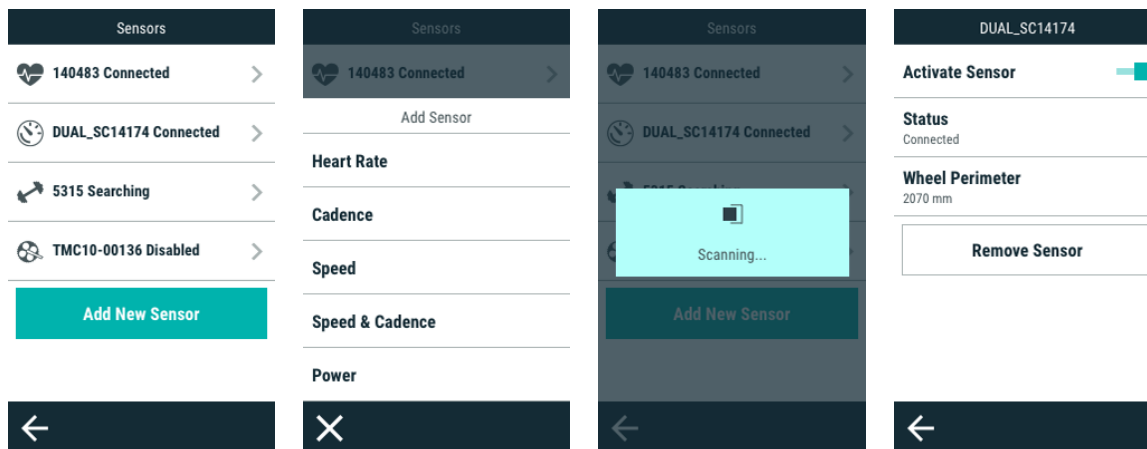 Sensors
140483 Connected
DUAL_SC14174 Connected
5315 Searching
TMC10-00136 Disabled
Add New Sensor
Sensors
140483 Connected
Add Sensor
Heart Rate
Cadence
Speed
Speed & Cadence
Power
Sensors
140483 Connected
DUAL_SC14174 Connected
Scanning...
Add New Sensor
DUAL_SC14174
Activate Sensor
Status
Connected
Wheel Perimeter
2070 mm
Remove Sensor